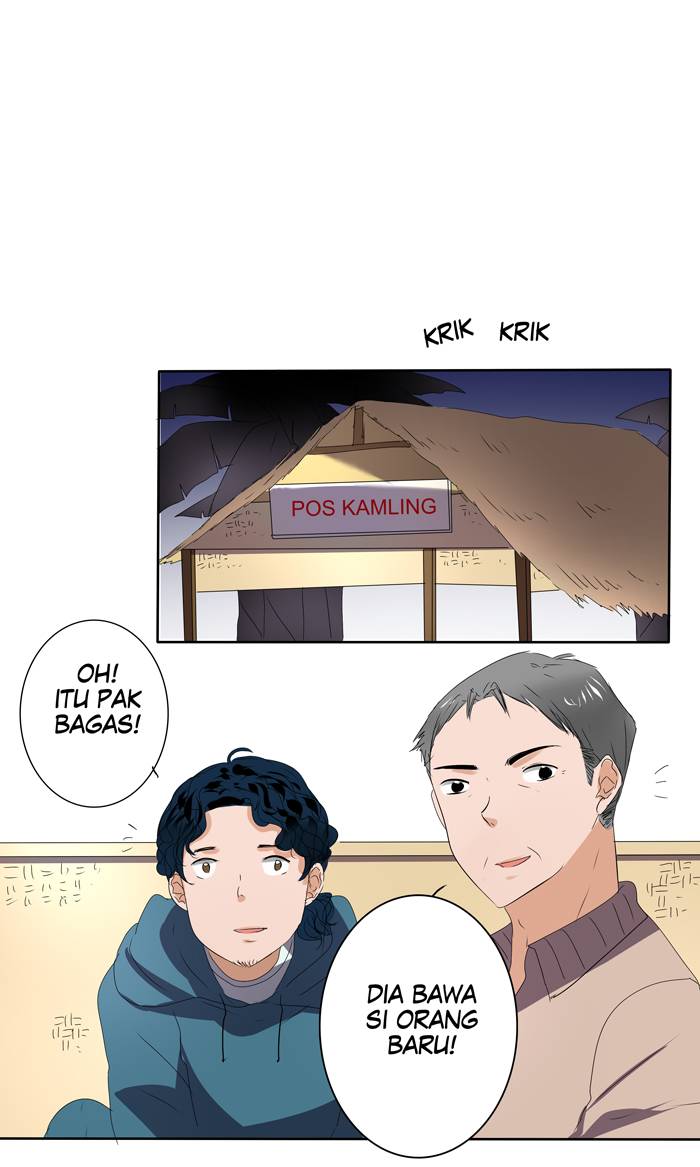 KRIK KRIK
POS KAMLING
OH!
ITU PAK
BAGAS!
DIA BAWA
SI ORANG
BARU!